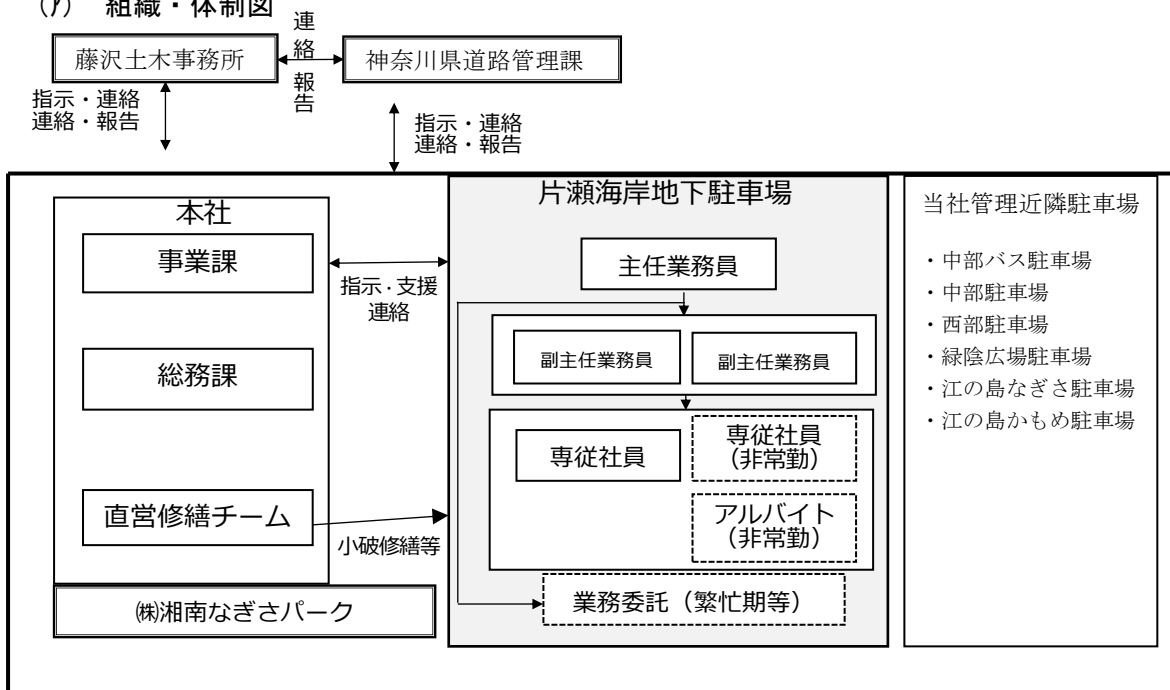 (ｱ) 組織・体制図
藤沢土木事務所
連
絡
報
告
神奈川県道路管理課
指示・連絡
連絡・報告
指示・連絡
連絡・報告
本社
事業課
総務課
直営修繕チーム
㈱湘南なぎさパーク
指示・支援
連絡
小破修繕等
片瀬海岸地下駐車場
主任業務員
副主任業務員
副主任業務員
専従社員
専従社員
（非常勤）
アルバイト
（非常勤）
業務委託（繁忙期等）
当社管理近隣駐車場
・中部バス駐車場
・中部駐車場
・西部駐車場
・緑陰広場駐車場
・江の島なぎさ駐車場
・江の島かもめ駐車場